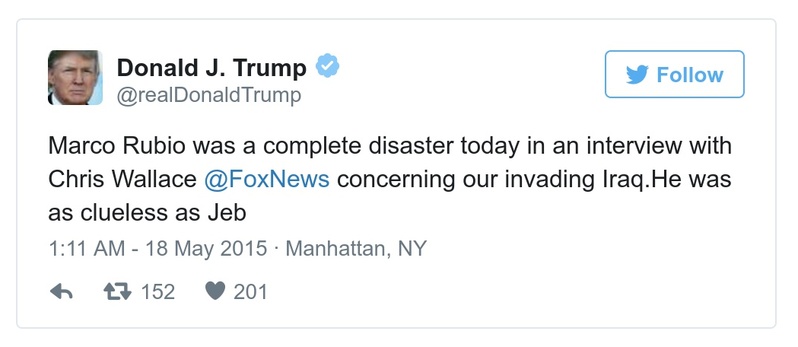 Donald J. Trump
Follow
@realDonaldTrump
Marco Rubio was a complete disaster today in an interview with
Chris Wallace @FoxNews concerning our invading Iraq.He was
as clueless as Jeb
1:11 AM - 18 May 2015 · Manhattan, NY
152 201